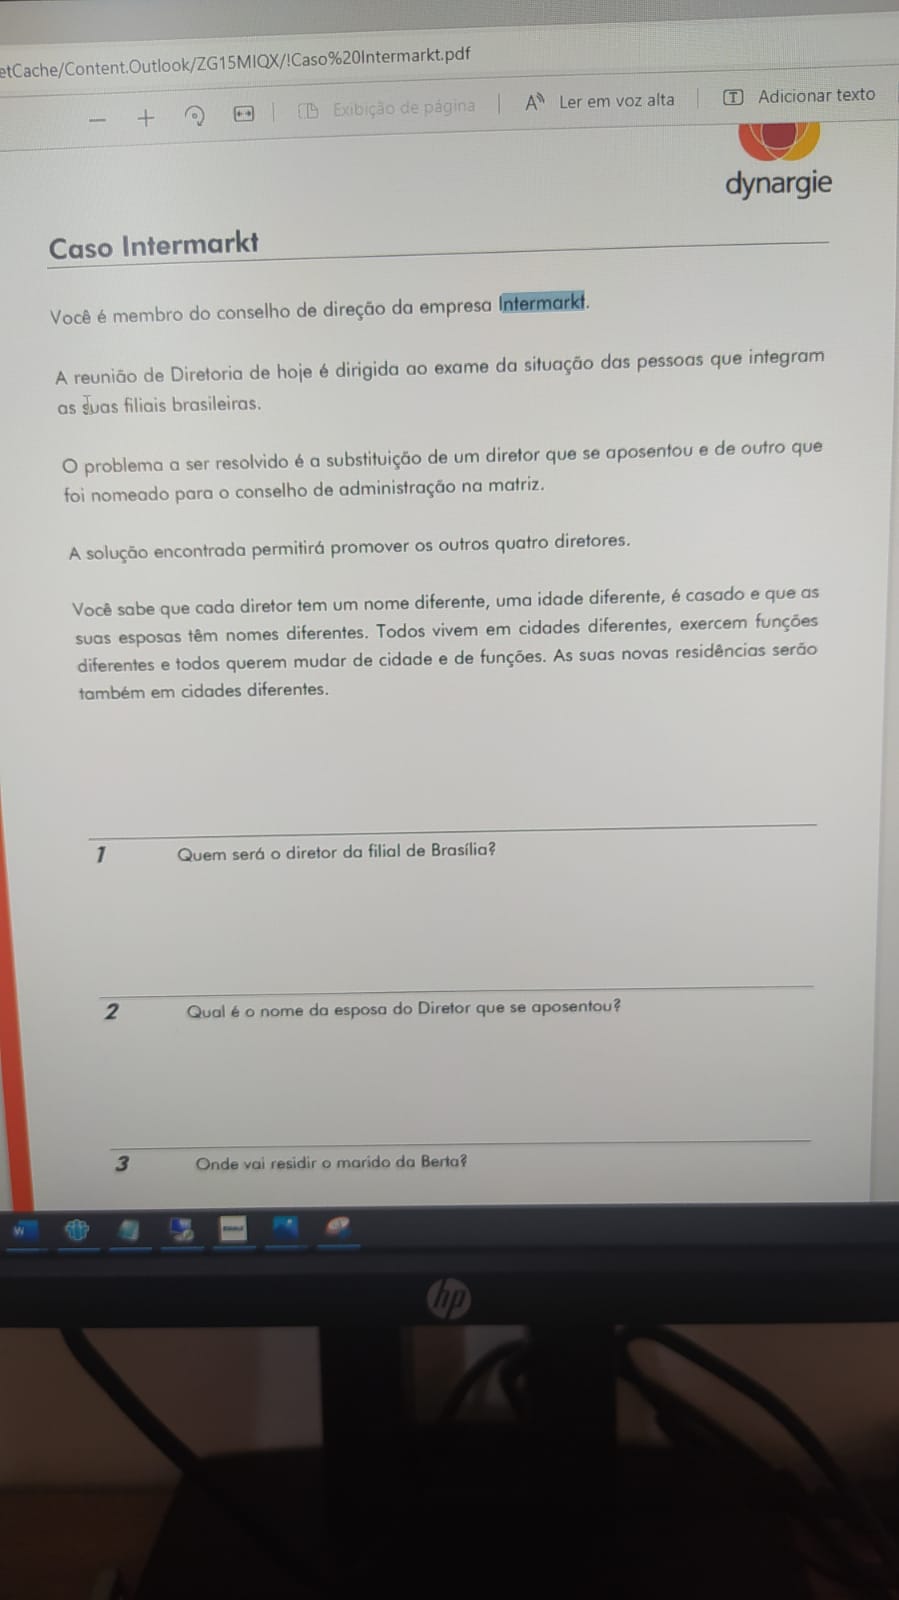 etCache/Content.Outlook/ZG15MIQX/!Caso%20Intermarkt.pdf
Exibição de página
A Ler em voz alta
T Adicionar texto
dynargie
Caso Intermarkt
Você é membro do conselho de direção da empresa Intermarkt.
A reunião de Diretoria de hoje é dirigida ao exame da situação das pessoas que integram
as suas filiais brasileiras.
O problema a ser resolvido é a substituição de um diretor que se aposentou e de outro que
foi nomeado para o conselho de administração na matriz.
A solução encontrada permitirá promover os outros quatro diretores.
Você sabe que cada diretor tem um nome diferente, uma idade diferente, é casado e que as
suas esposas têm nomes diferentes. Todos vivem em cidades diferentes, exercem funções
diferentes e todos querem mudar de cidade e de funções. As suas novas residências serão
também em cidades diferentes.
1 Quem será o diretor da filial de Brasília?
2 Qual é o nome da esposa do Diretor que se aposentou?
3 Onde vai residir o marido da Berta?
W
hp